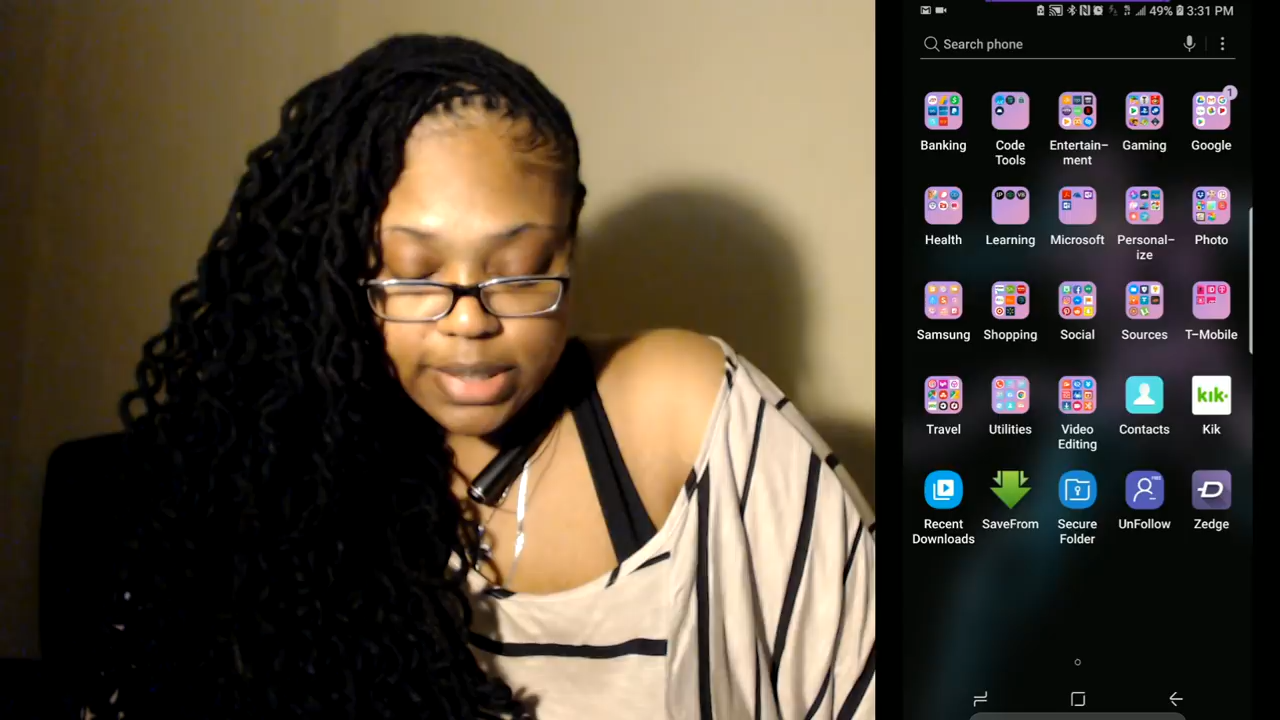 49% 3:31 PM
Search phone
1
Banking
Code
Tools
Entertain-
ment
Gaming
Google
Health
Learning
Microsoft
Personal-
ize
Photo
Samsung
Shopping
Social
Sources
T-Mobile
Travel
Utilities
Video
Editing
Contacts
kik.
Kik
Recent
Downloads
SaveFrom
Secure
Folder
FREE
UnFollow
Zedge